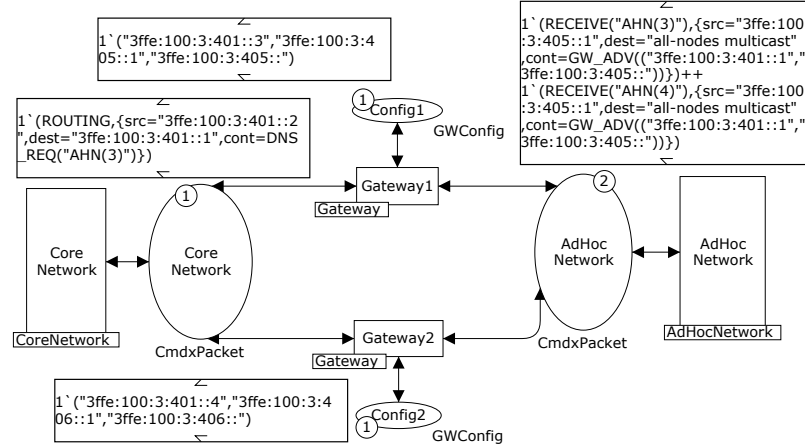 1`("3ffe:100:3:401::3","3ffe:100:3:4
05::1","3ffe:100:3:405::")
1`(RECEIVE("AHN(3)"),{src="3ffe:100
:3:405::1",dest="all-nodes multicast"
,cont=GW_ADV(("3ffe:100:3:401::1","
3ffe:100:3:405::"))})++
1`(RECEIVE("AHN(4)"),{src="3ffe:100
:3:405::1",dest="all-nodes multicast"
,cont=GW_ADV(("3ffe:100:3:401::1","
3ffe:100:3:405::"))})
1`(ROUTING,{src="3ffe:100:3:401::2
",dest="3ffe:100:3:401::1",cont=DNS
_REQ("AHN(3)")})
1
Config1
GWConfig
Gateway1
Gateway
1
2
Core
Network
CoreNetwork
Core
Network
CmdxPacket
AdHoc
Network
CmdxPacket
AdHoc
Network
AdHocNetwork
Gateway2
Gateway
1`("3ffe:100:3:401::4","3ffe:100:3:4
06::1","3ffe:100:3:406::")
1
Config2
GWConfig